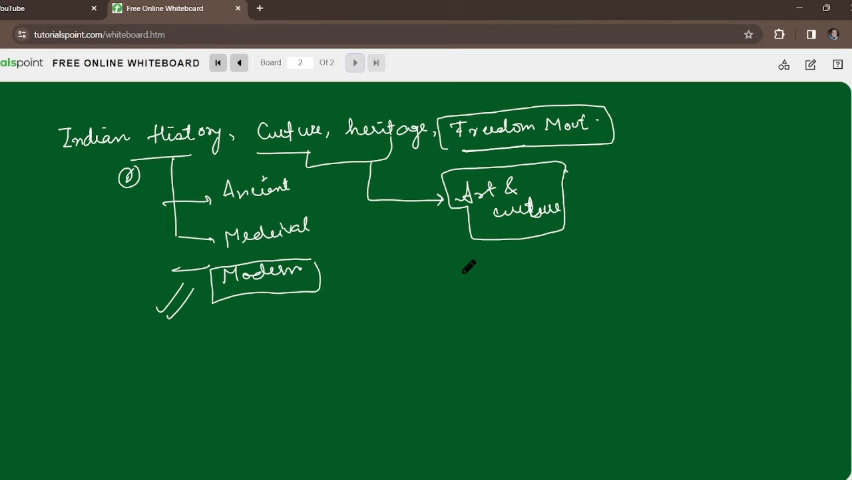 YouTube
Free Online Whiteboard
tutorialspoint.com/whiteboard.htm
alspoint FREE ONLINE WHITEBOARD
Board 2 Of 2
Indian History, Culture, heritage, Freedom Movt.
Ancient
Art &
culture
Medeival
Modern